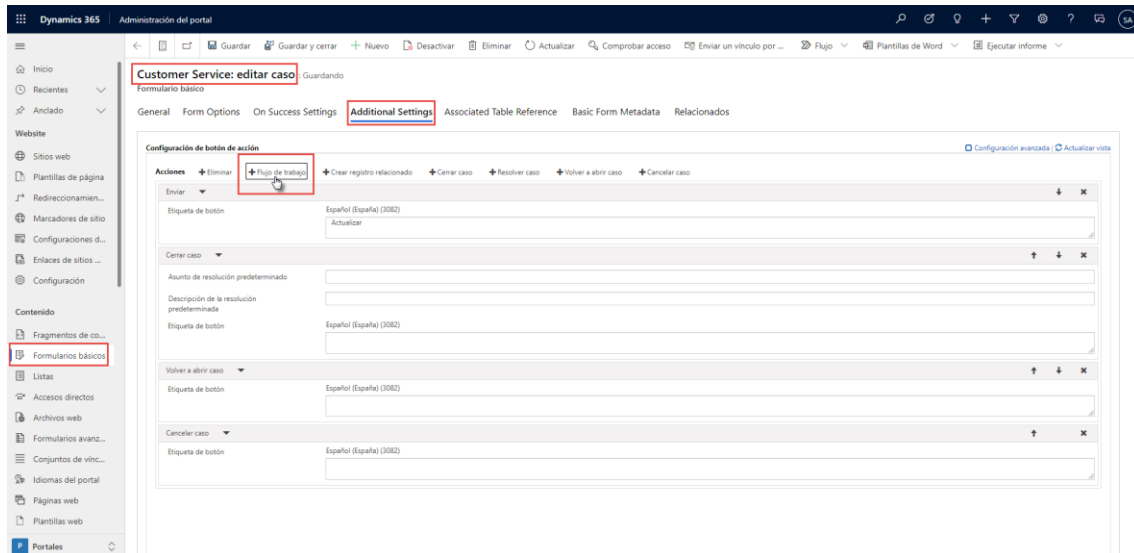 Dynamics 365 Administración del portal SA
Guardar Guardar y cerrar Nuevo Desactivar Eliminar Actualizar Comprobar acceso Enviar un vínculo por ... Flujo Plantillas de Word Ejecutar informe
Inicio
Recientes
Anclado
Website
Sitios web
Plantillas de página
Redireccionamien...
Marcadores de sitio
Configuraciones d...
Enlaces de sitios ...
Configuración
Contenido
Fragmentos de co...
Formularios básicos
Listas
Accesos directos
Archivos web
Formularios avanz...
Conjuntos de vínc...
Idiomas del portal
Páginas web
Plantillas web
P Portales
Customer Service: editar caso : Guardando
Formulario básico
General Form Options On Success Settings Additional Settings Associated Table Reference Basic Form Metadata Relacionados
Configuración de botón de acción Configuración avanzada | Actualizar vista
Acciones +Eliminar +Flujo de trabajo +Crear registro relacionado +Cerrar caso +Resolver caso +Volver a abrir caso +Cancelar caso
Enviar
Etiqueta de botón Español (España) (3082)
Actualizar
Cerrar caso
Asunto de resolución predeterminado
Descripción de la resolución
predeterminada
Etiqueta de botón Español (España) (3082)
Volver a abrir caso
Etiqueta de botón Español (España) (3082)
Cancelar caso
Etiqueta de botón Español (España) (3082)